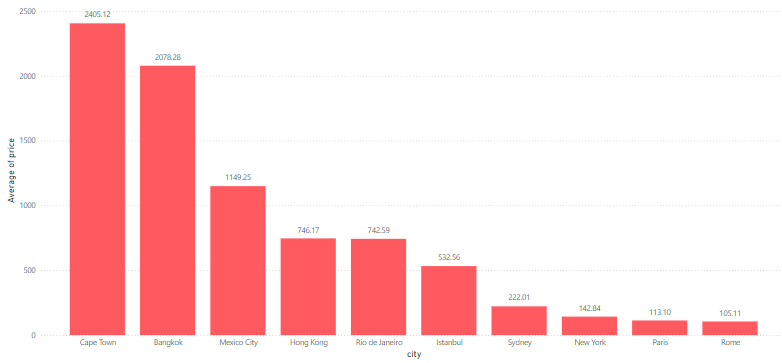 2500
2000
1500
1000
500
0
Average of price
2405.12
2078.28
1149.25
746.17
742.59
532.56
222.01
142.84
113.10
105.11
Cape Town
Bangkok
Mexico City
Hong Kong
Rio de Janeiro
Istanbul
Sydney
New York
Paris
Rome
city